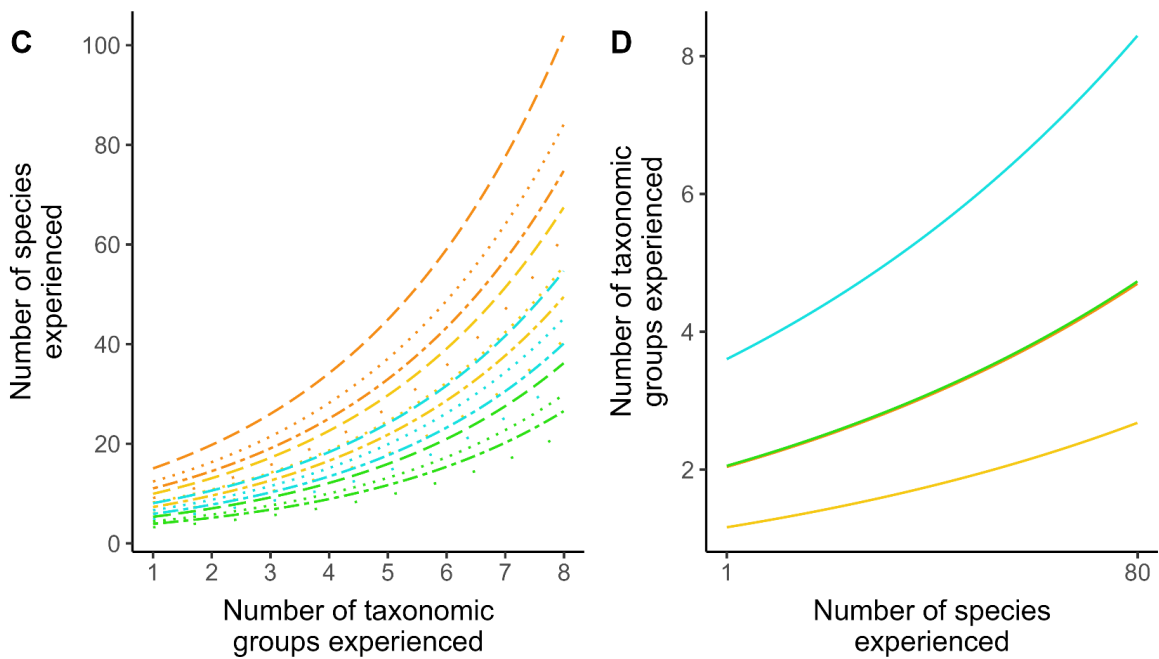 C
Number of species
experienced
100
80
60
40
20
0
1 2 3 4 5 6 7 8
Number of taxonomic
groups experienced
D
Number of taxonomic
groups experienced
8
6
4
2
1 80
Number of species
experienced